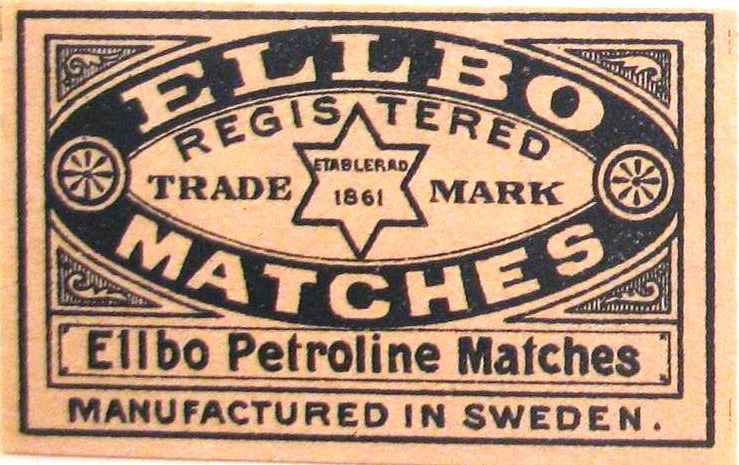 ELLBO
REGISTERED
TRADE MARK
ETABLERAD
1861
MATCHES
Ellbo Petroline Matches
MANUFACTURED IN SWEDEN.